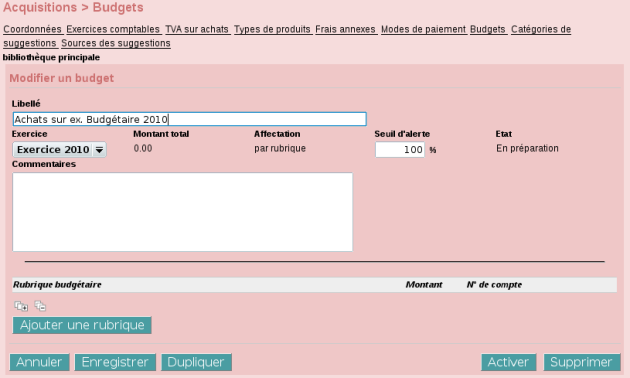 Acquisitions > Budgets
Coordonnées Exercices comptables TVA sur achats Types de produits Frais annexes Modes de paiement Budgets Catégories de
suggestions Sources des suggestions
bibliothèque principale
Modifier un budget
Libellé
Achats sur ex. Budgétaire 2010
Exercice Montant total Affectation Seuil d'alerte Etat
Exercice 2010 0.00 par rubrique 100 % En préparation
Commentaires
Rubrique budgétaire Montant N° de compte
Ajouter une rubrique
Annuler Enregistrer Dupliquer Activer Supprimer